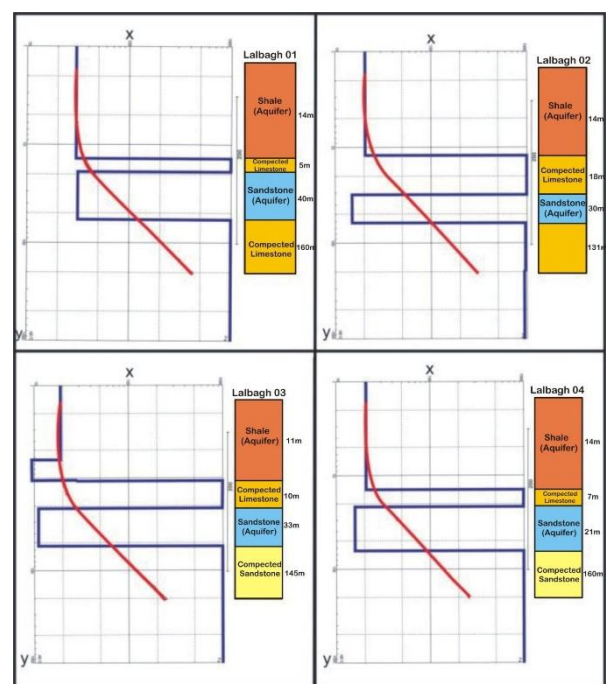 X
Lalbagh 01
Shale
(Aquifer)
14m
Compected
Limestone
5m
Sandstone
(Aquifer)
40m
Compected
Limestone
160m
y
X
Lalbagh 02
Shale
(Aquifer)
14m
Compected
Limestone
18m
Sandstone
(Aquifer)
30m
131m
y
X
Lalbagh 03
Shale
(Aquifer)
11m
Compected
Limestone
10m
Sandstone
(Aquifer)
33m
Compected
Sandstone
145m
y
X
Lalbagh 04
Shale
(Aquifer)
14m
Compected
Limestone
7m
Sandstone
(Aquifer)
21m
Compected
Sandstone
160m
y